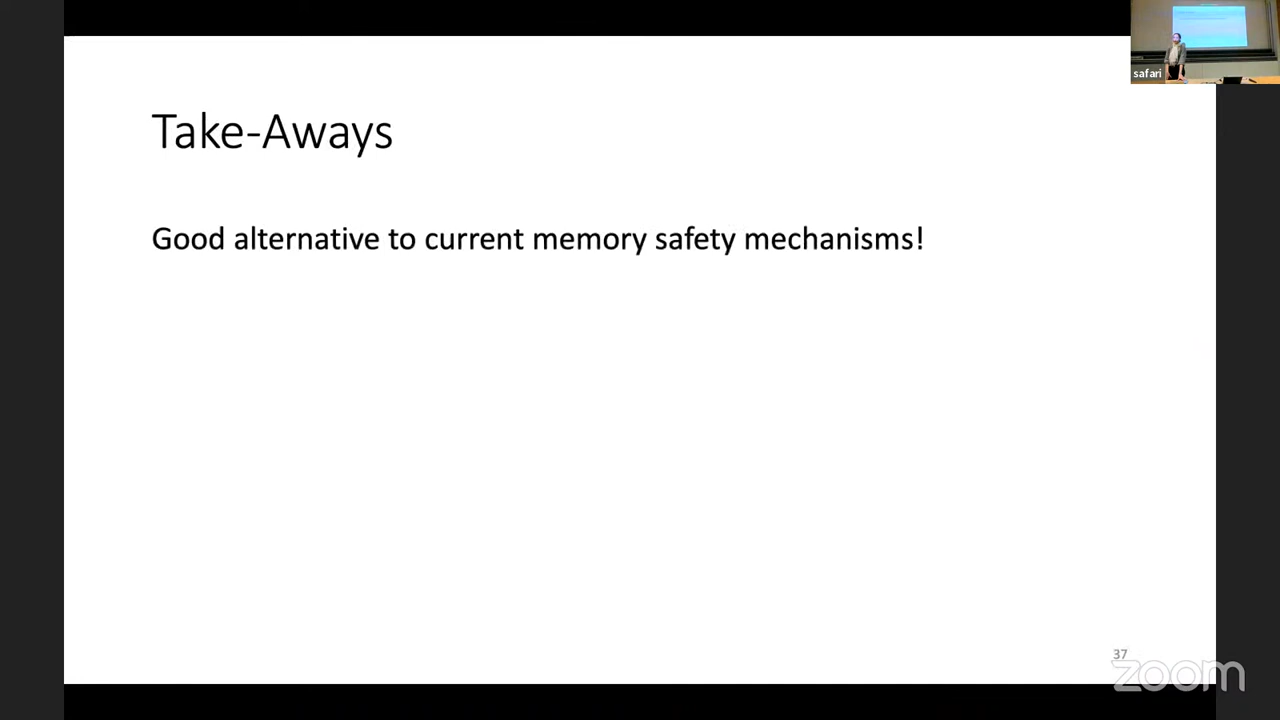 safari
Take-Aways
Good alternative to current memory safety mechanisms!
37
zoom